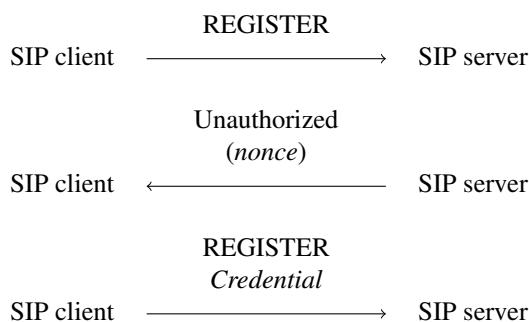 REGISTER
SIP client SIP server
Unauthorized
(nonce)
SIP client SIP server
REGISTER
Credential
SIP client SIP server